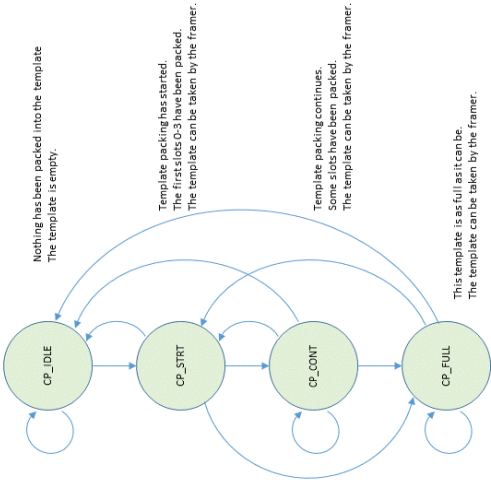 Nothing has been packed into the template
The template is empty.
Template packing has started.
The first slots 0-3 have been packed.
The template can be taken by the framer.
Template packing continues.
Some slots have been packed.
The template can be taken by the framer.
This template is as full as it can be.
The template can be taken by the framer.
CP_IDLE
CP_STRT
CP_CONT
CP_FULL